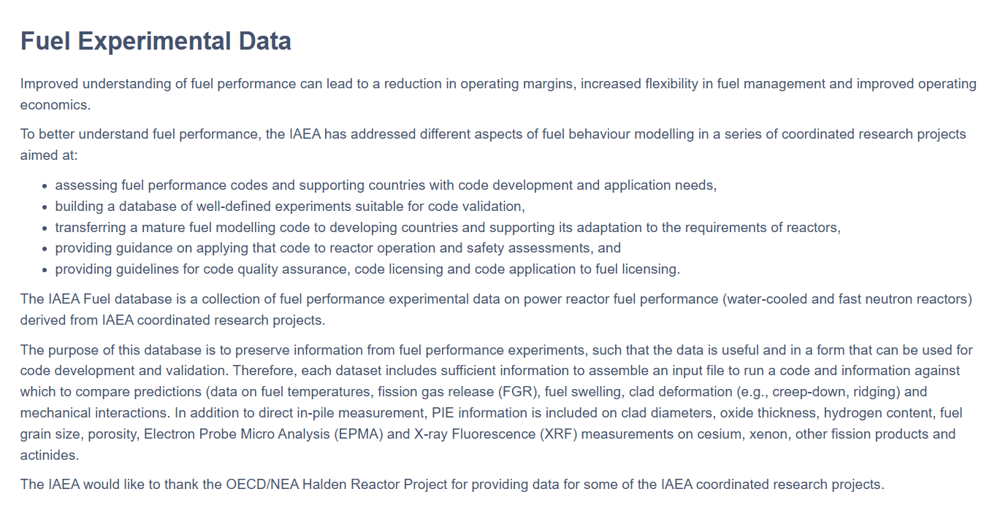 Fuel Experimental Data
Improved understanding of fuel performance can lead to a reduction in operating margins, increased flexibility in fuel management and improved operating
economics.
To better understand fuel performance, the IAEA has addressed different aspects of fuel behaviour modelling in a series of coordinated research projects
aimed at:
• assessing fuel performance codes and supporting countries with code development and application needs,
• building a database of well-defined experiments suitable for code validation,
• transferring a mature fuel modelling code to developing countries and supporting its adaptation to the requirements of reactors,
• providing guidance on applying that code to reactor operation and safety assessments, and
• providing guidelines for code quality assurance, code licensing and code application to fuel licensing.
The IAEA Fuel database is a collection of fuel performance experimental data on power reactor fuel performance (water-cooled and fast neutron reactors)
derived from IAEA coordinated research projects.
The purpose of this database is to preserve information from fuel performance experiments, such that the data is useful and in a form that can be used for
code development and validation. Therefore, each dataset includes sufficient information to assemble an input file to run a code and information against
which to compare predictions (data on fuel temperatures, fission gas release (FGR), fuel swelling, clad deformation (e.g., creep-down, ridging) and
mechanical interactions. In addition to direct in-pile measurement, PIE information is included on clad diameters, oxide thickness, hydrogen content, fuel
grain size, porosity, Electron Probe Micro Analysis (EPMA) and X-ray Fluorescence (XRF) measurements on cesium, xenon, other fission products and
actinides.
The IAEA would like to thank the OECD/NEA Halden Reactor Project for providing data for some of the IAEA coordinated research projects.